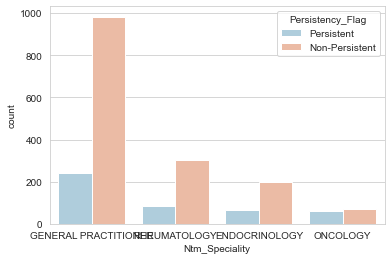 Persistency_Flag
Persistent
Non-Persistent
1000
800
600
400
200
0
count
GENERAL PRACTITIONER RHEUMATOLOGY ENDOCRINOLOGY ONCOLOGY
Ntm_Speciality